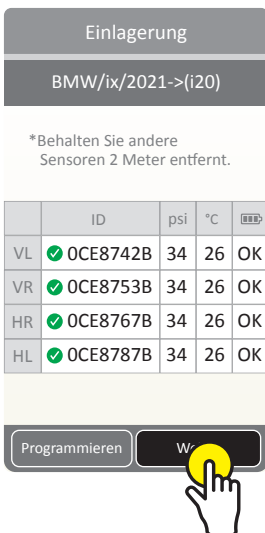 Einlagerung
BMW/ix/2021->(i20)
*Behalten Sie andere
Sensoren 2 Meter entfernt.
ID psi °C
VL 0CE8742B 34 26 OK
VR 0CE8753B 34 26 OK
HR 0CE8767B 34 26 OK
HL 0CE8787B 34 26 OK
Programmieren